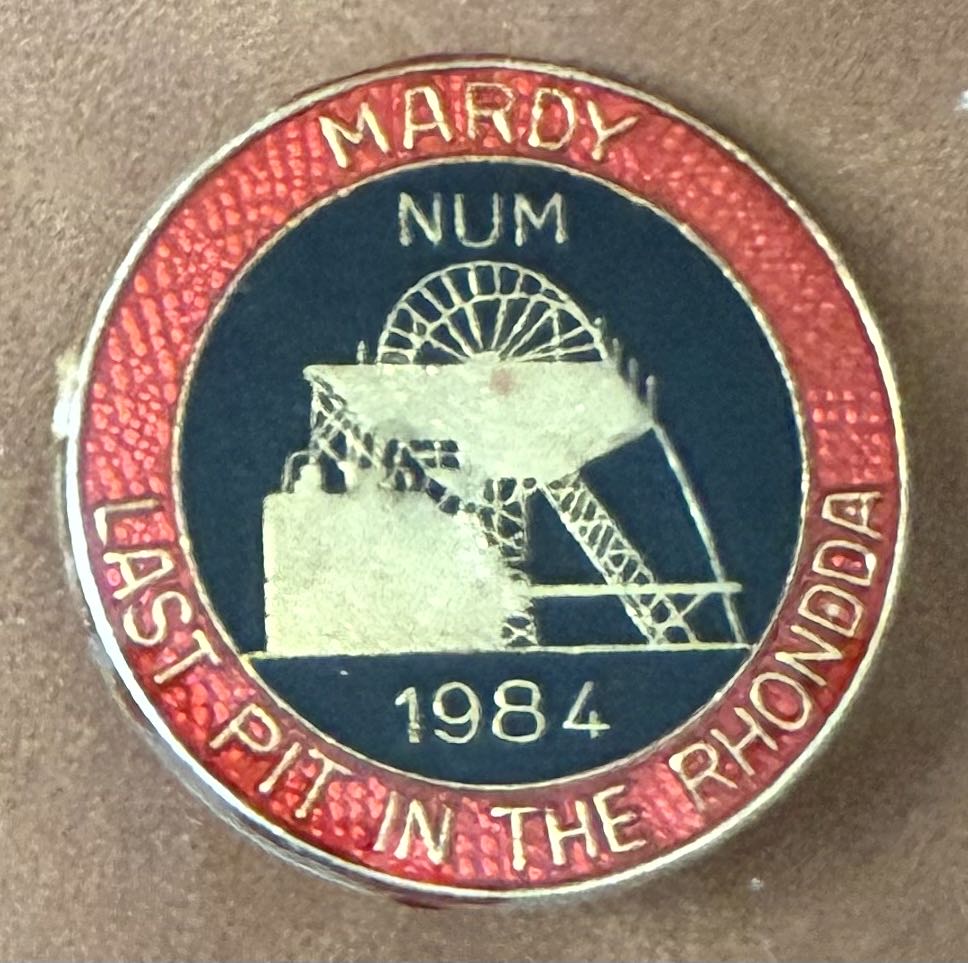 MARDY
NUM
1984
LAST PIT IN THE RHONDDA